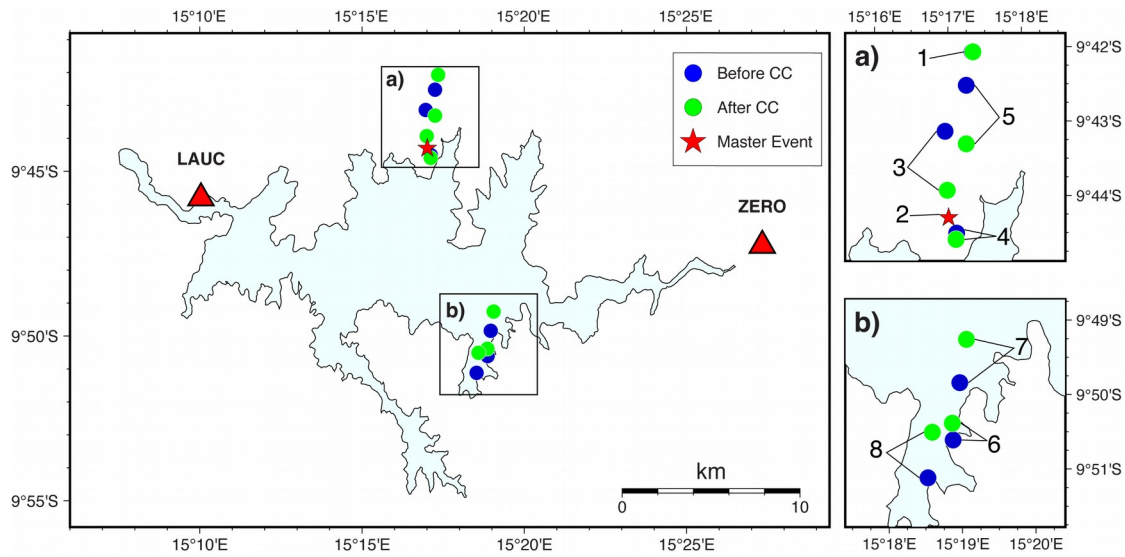 15°10'E 15°15'E 15°20'E 15°25'E
15°16'E 15°17'E 15°18'E
a)
Before CC
After CC
Master Event
LAUC
ZERO
9°45'S
9°50'S
9°55'S
b)
km
0 10
15°10'E 15°15'E 15°20'E 15°25'E
a)
1
5
3
2
4
9°42'S
9°43'S
9°44'S
b)
7
6
8
9°49'S
9°50'S
9°51'S
15°18'E 15°19'E 15°20'E